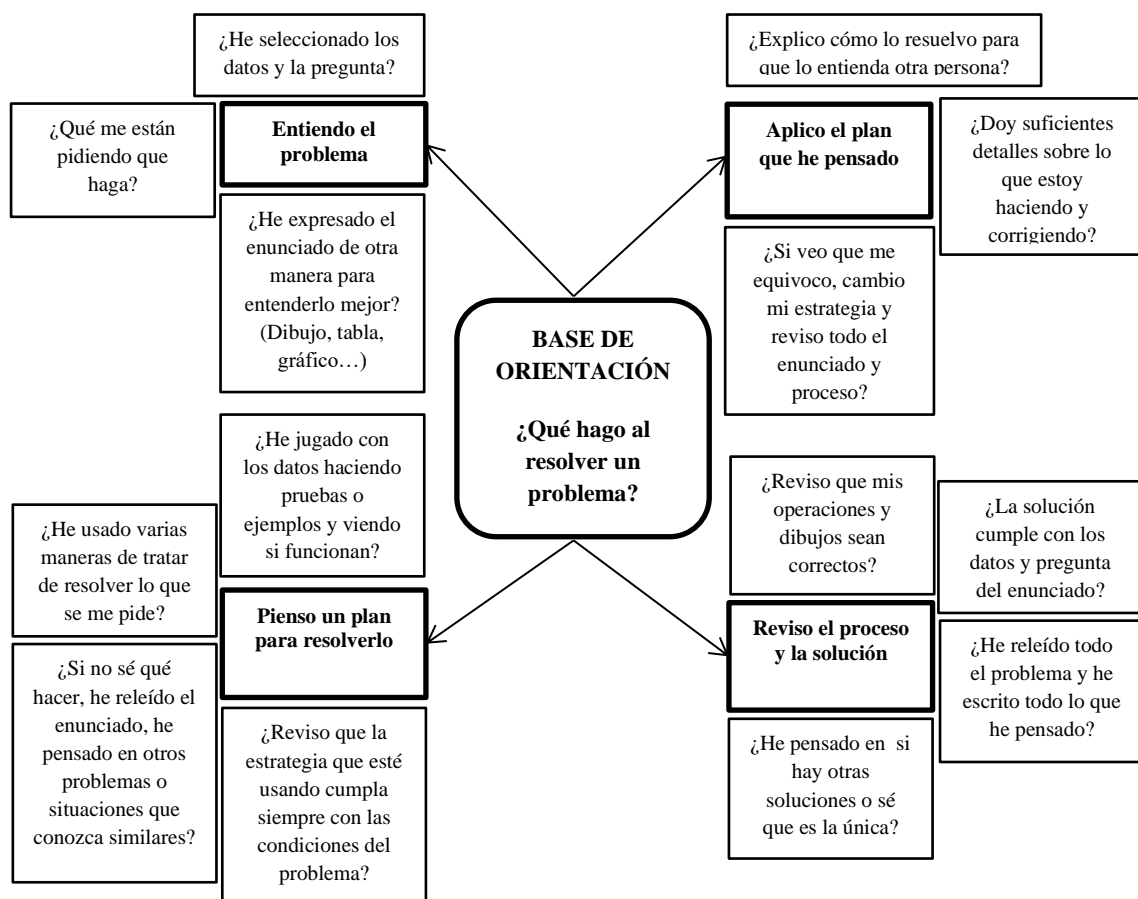 ¿He seleccionado los
datos y la pregunta?
¿Qué me están
pidiendo que
haga?
Entiendo el
problema
¿He expresado el
enunciado de otra
manera para
entenderlo mejor?
(Dibujo, tabla,
gráfico…)
¿Explico cómo lo resuelvo para
que lo entienda otra persona?
Aplico el plan
que he pensado
¿Doy suficientes
detalles sobre lo
que estoy
haciendo y
corrigiendo?
¿Si veo que me
equivoco, cambio
mi estrategia y
reviso todo el
enunciado y
proceso?
BASE DE
ORIENTACIÓN
¿Qué hago al
resolver un
problema?
¿He jugado con
los datos haciendo
pruebas o
ejemplos y viendo
si funcionan?
¿He usado varias
maneras de tratar
de resolver lo que
se me pide?
Pienso un plan
para resolverlo
¿Si no sé qué
hacer, he releído el
enunciado, he
pensado en otros
problemas o
situaciones que
conozca similares?
¿Reviso que la
estrategia que esté
usando cumpla
siempre con las
condiciones del
problema?
¿Reviso que mis
operaciones y
dibujos sean
correctos?
¿La solución
cumple con los
datos y pregunta
del enunciado?
Reviso el proceso
y la solución
¿He releído todo
el problema y he
escrito todo lo que
he pensado?
¿He pensado en si
hay otras
soluciones o sé
que es la única?